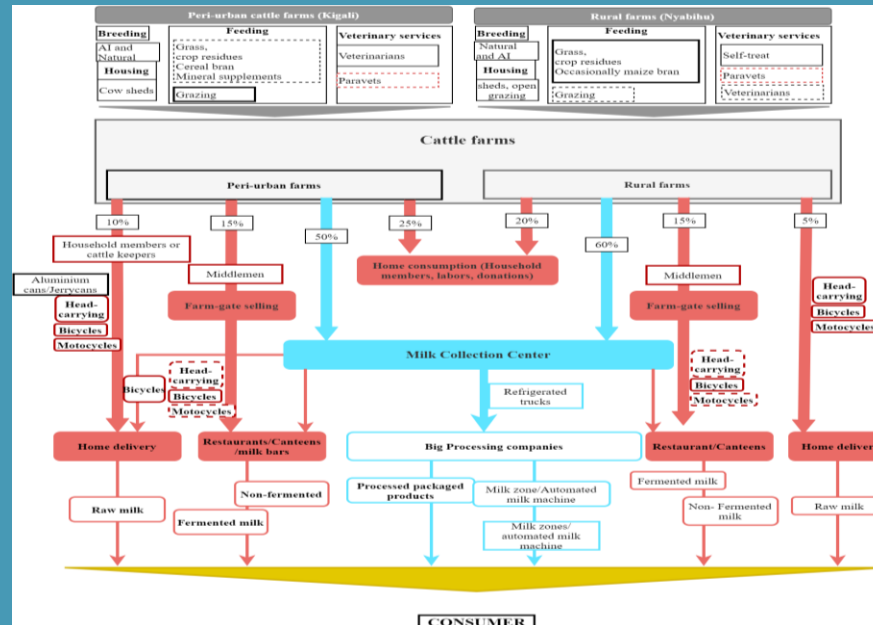 Peri-urban cattle farms (Kigali)
Breeding
AI and Natural
Housing
Cow sheds
Feeding
Grass,
crop residues
Cereal bran
Mineral supplements
Grazing
Veterinary services
Veterinarians
Paravets
Rural farms (Nyabihu)
Breeding
Natural
and AI
Housing
sheds, open
grazing
Feeding
Grass,
crop residues
Occasionally maize bran
Grazing
Veterinary services
Self-treat
Paravets
Veterinarians
Cattle farms
Peri-urban farms
Rural farms
10%
15%
50%
25%
20%
60%
15%
5%
Household members or
cattle keepers
Aluminium
cans/Jerrycans
Head-
carrying
Bicycles
Motocycles
Middlemen
Farm-gate selling
Home consumption (Household
members, labors, donations)
Middlemen
Farm-gate selling
Head-
carrying
Bicycles
Motocycles
Milk Collection Center
Bicycles
Head-
carrying
Bicycles
Motocycles
Refrigerated
trucks
Head-
carrying
Bicycles
Motocycles
Home delivery
Restaurants/Canteens
/milk bars
Big Processing companies
Restaurant/Canteens
Home deliver
Raw milk
Non-fermented
Fermented milk
Processed packaged
products
Milk zone/Automated
milk machine
Milk zones/
automated milk
machine
Fermented milk
Non- Fermented
milk
Raw milk
CONSUMER